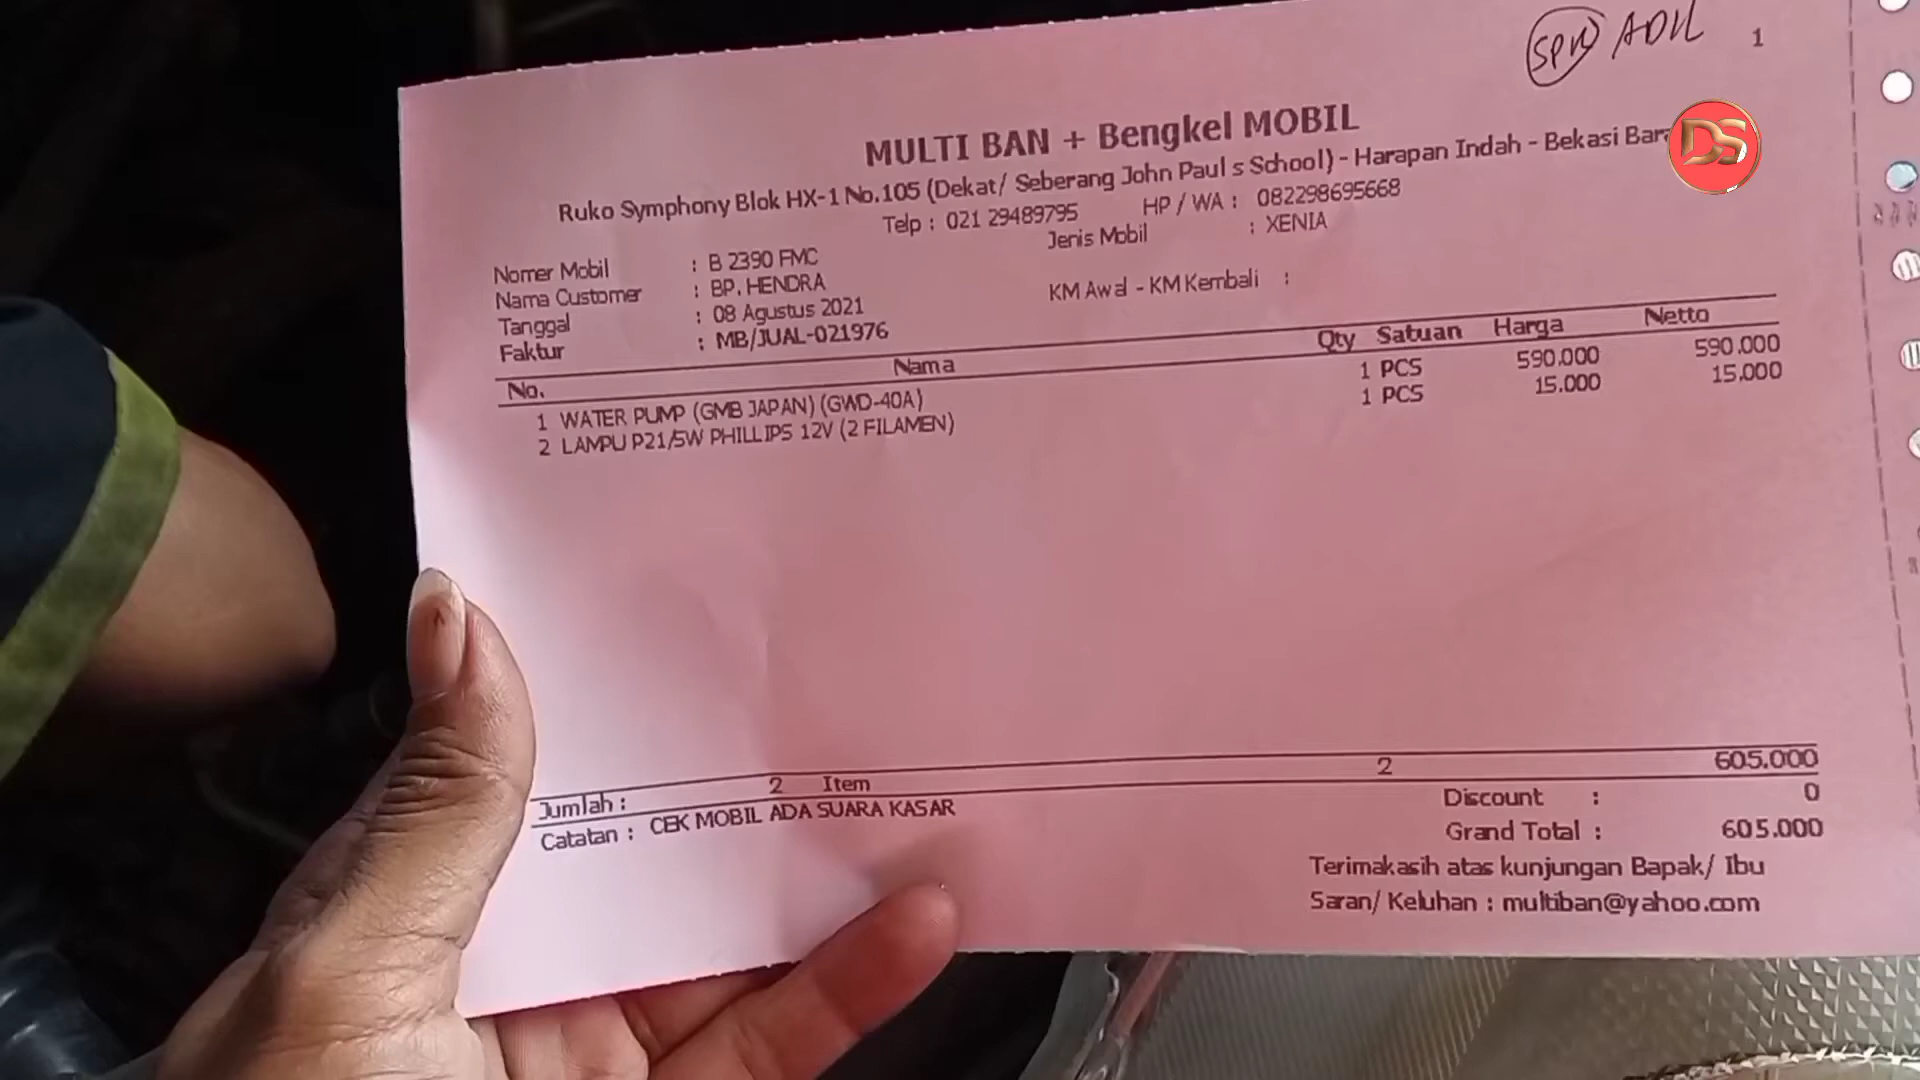 SPW ADIL 1
DS
MULTI BAN + Bengkel MOBIL
Ruko Symphony Blok HX-1 No.105 (Dekat/ Seberang John Paul s School) - Harapan Indah - Bekasi Bara
Telp : 021 29489795 HP / WA : 082298695668
Nomer Mobil : B 2390 FMC Jenis Mobil : XENIA
Nama Customer : BP. HENDRA
Tanggal : 08 Agustus 2021 KM Awal - KM Kembali :
Faktur : MB/JUAL-021976
No. Nama Qty Satuan Harga Netto
1 WATER PUMP (GMB JAPAN) (GWD-40A) 1 PCS 590.000 590.000
2 LAMPU P21/5W PHILLIPS 12V (2 FILAMEN) 1 PCS 15.000 15.000
Jumlah : 2 Item 2 605.000
Catatan : CEK MOBIL ADA SUARA KASAR
Discount : 0
Grand Total : 605.000
Terimakasih atas kunjungan Bapak/ Ibu
Saran/ Keluhan : multiban@yahoo.com